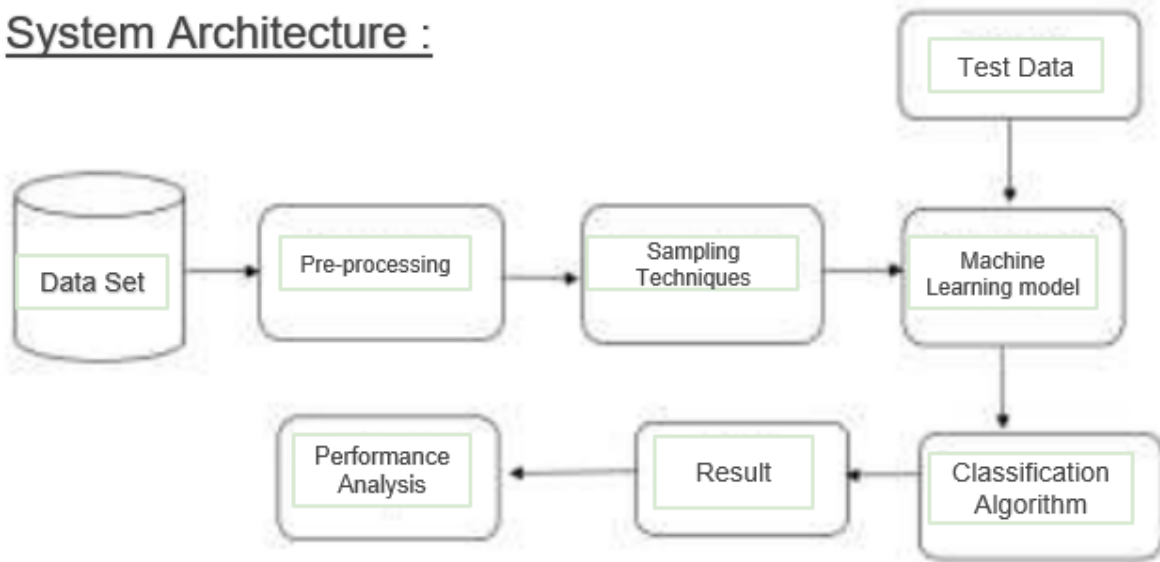 System Architecture :
Test Data
Data Set
Pre-processing
Sampling
Techniques
Machine
Learning model
Performance
Analysis
Result
Classification
Algorithm